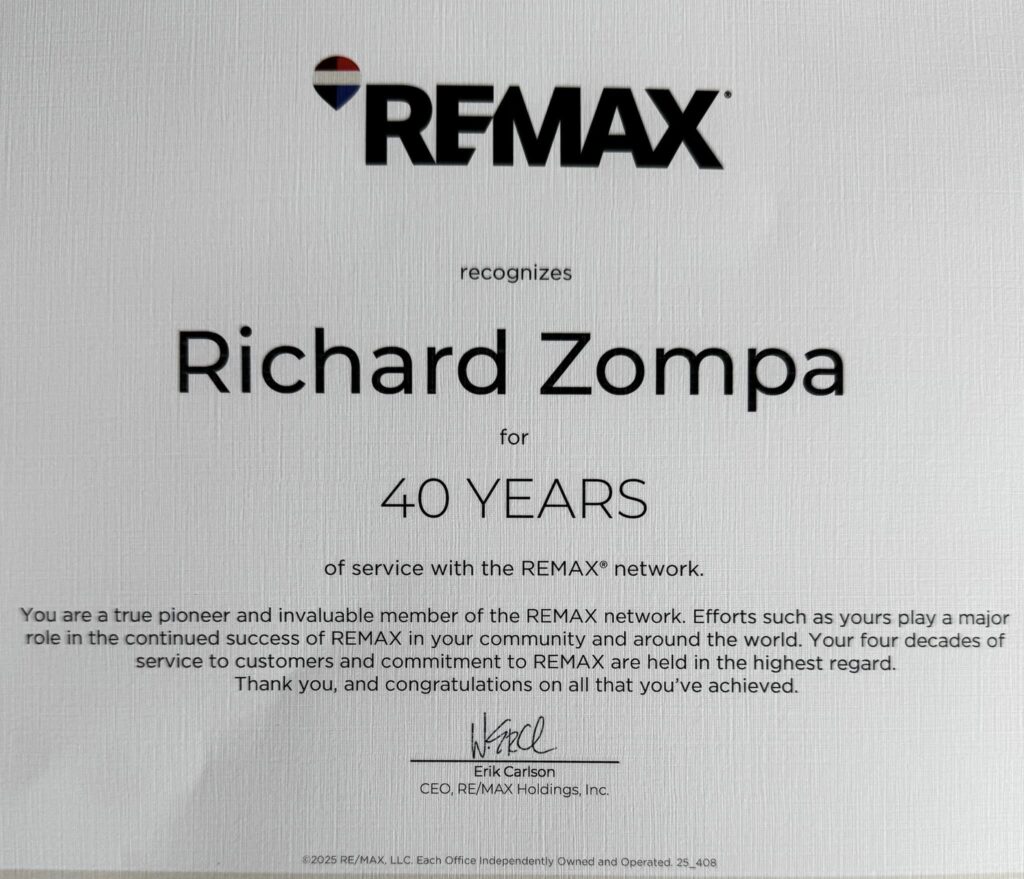 REMAX®
recognizes
Richard Zompa
for
40 YEARS
of service with the REMAX® network.
You are a true pioneer and invaluable member of the REMAX network. Efforts such as yours play a major
role in the continued success of REMAX in your community and around the world. Your four decades of
service to customers and commitment to REMAX are held in the highest regard.
Thank you, and congratulations on all that you've achieved.
Erik Carlson
CEO, RE/MAX Holdings, Inc.
©2025 RE/MAX, LLC. Each Office Independently Owned and Operated. 25_408